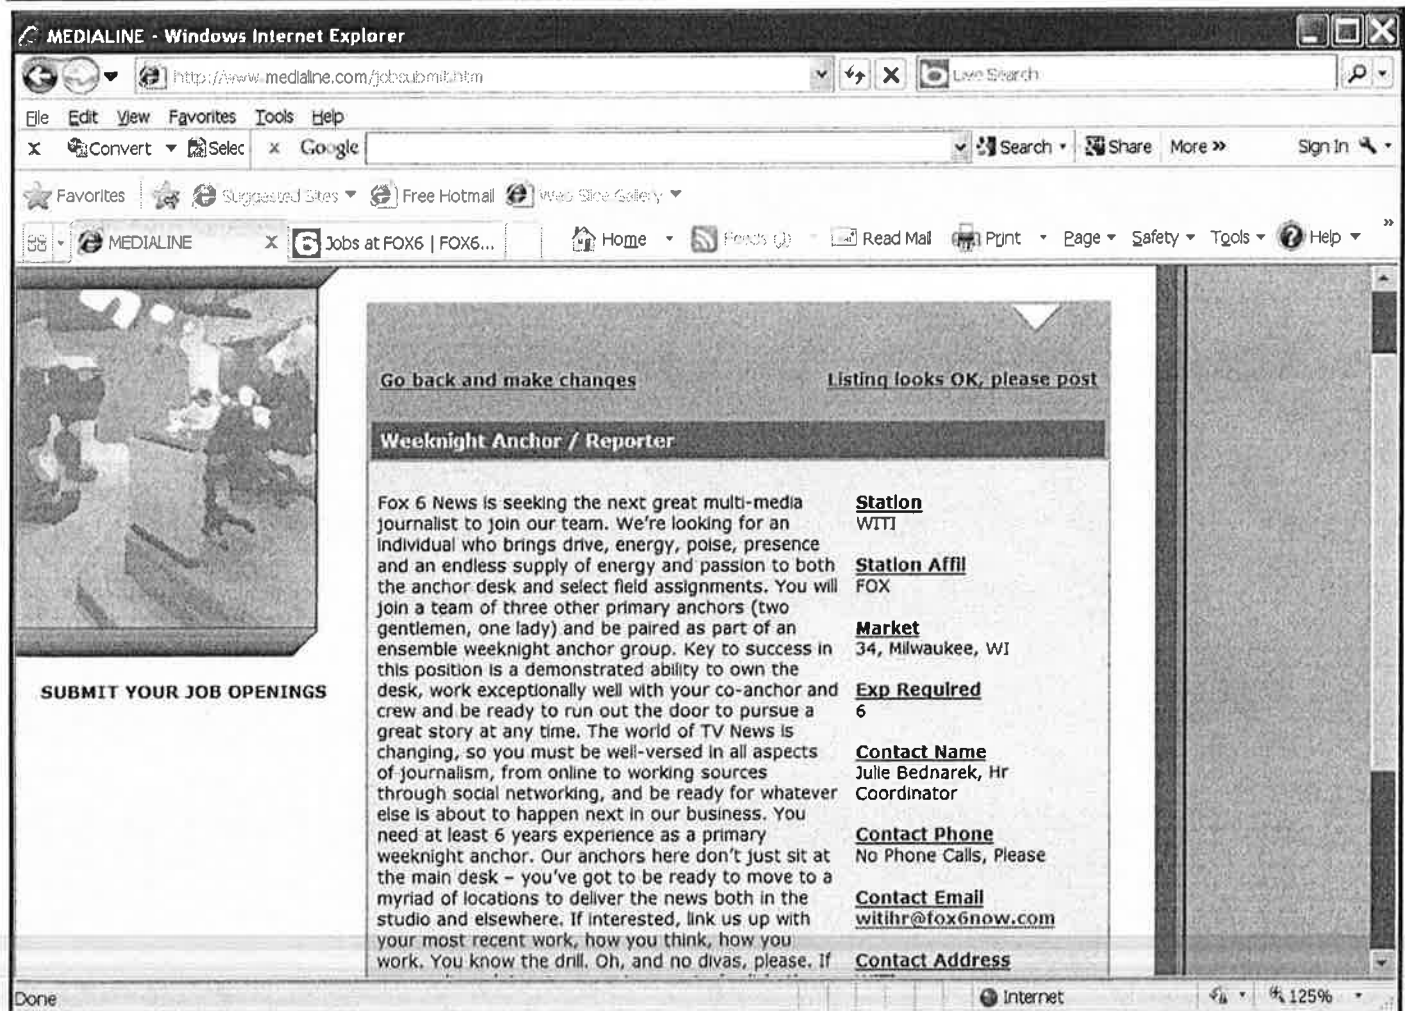 MEDIALINE - Windows Internet Explorer
http://www.medialine.com/jobsubmit.htm
Live Search
File Edit View Favorites Tools Help
x Convert Selec x Google Search Share More >> Sign In
Favorites Suggested Sites Free Hotmail Web Slice Gallery
MEDIALINE X Jobs at FOX6 | FOX6... Home Feeds (J) Read Mail Print Page Safety Tools Help >>
Go back and make changes
Listing looks OK, please post
Weeknight Anchor / Reporter
Fox 6 News is seeking the next great multi-media
journalist to join our team. We're looking for an
individual who brings drive, energy, poise, presence
and an endless supply of energy and passion to both
the anchor desk and select field assignments. You will
join a team of three other primary anchors (two
gentlemen, one lady) and be paired as part of an
ensemble weeknight anchor group. Key to success in
this position is a demonstrated ability to own the
desk, work exceptionally well with your co-anchor and
crew and be ready to run out the door to pursue a
great story at any time. The world of TV News is
changing, so you must be well-versed in all aspects
of journalism, from online to working sources
through social networking, and be ready for whatever
else is about to happen next in our business. You
need at least 6 years experience as a primary
weeknight anchor. Our anchors here don't just sit at
the main desk – you've got to be ready to move to a
myriad of locations to deliver the news both in the
studio and elsewhere. If interested, link us up with
your most recent work, how you think, how you
work. You know the drill. Oh, and no divas, please. If
Station
WITI
Station Affil
FOX
Market
34, Milwaukee, WI
Exp Required
6
Contact Name
Julie Bednarek, Hr
Coordinator
Contact Phone
No Phone Calls, Please
Contact Email
witihr@fox6now.com
Contact Address
SUBMIT YOUR JOB OPENINGS
Done
Internet
125%